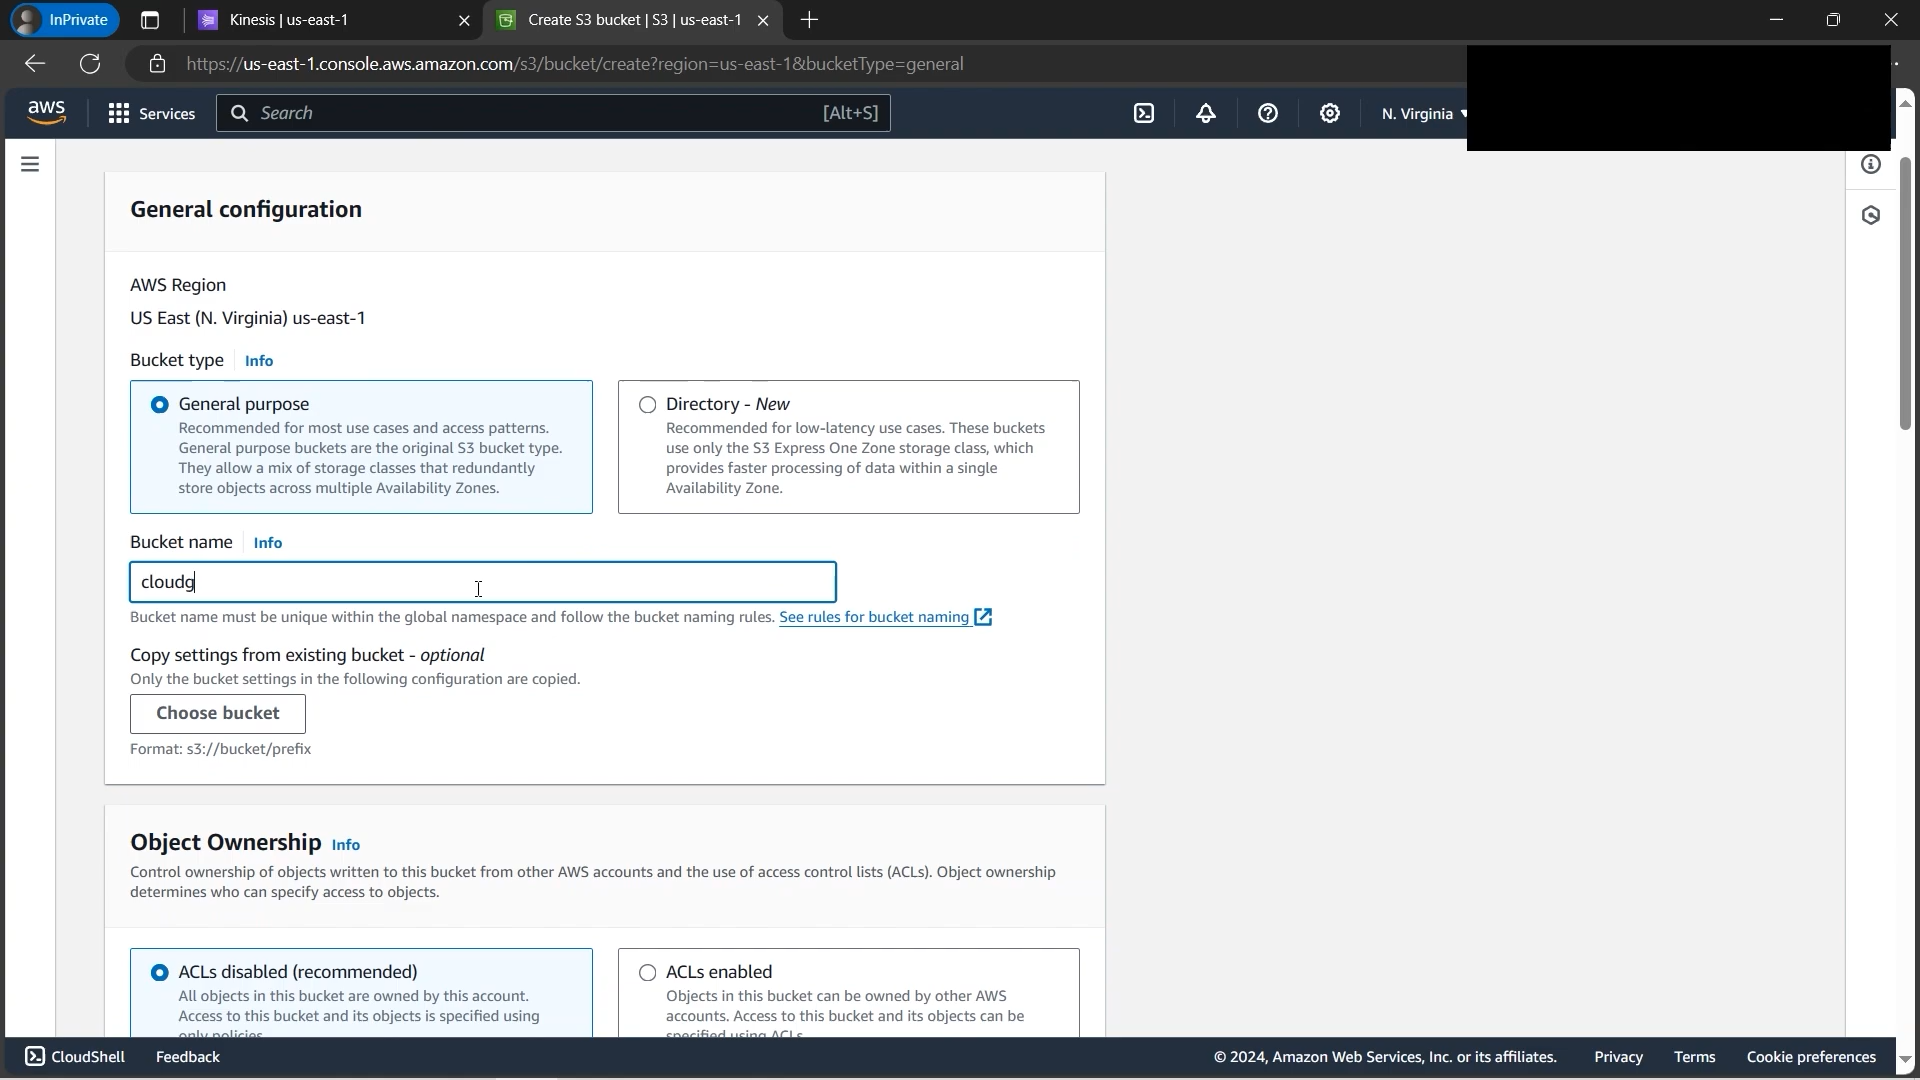 InPrivate
Kinesis | us-east-1
Create S3 bucket | S3 | us-east-1
https://us-east-1.console.aws.amazon.com/s3/bucket/create?region=us-east-1&bucketType=general
aws
Services
Search
[Alt+S]
N. Virginia
General configuration
AWS Region
US East (N. Virginia) us-east-1
Bucket type
Info
General purpose
Recommended for most use cases and access patterns.
General purpose buckets are the original S3 bucket type.
They allow a mix of storage classes that redundantly
store objects across multiple Availability Zones.
Directory - New
Recommended for low-latency use cases. These buckets
use only the S3 Express One Zone storage class, which
provides faster processing of data within a single
Availability Zone.
Bucket name
Info
cloudg
Bucket name must be unique within the global namespace and follow the bucket naming rules. See rules for bucket naming
Copy settings from existing bucket - optional
Only the bucket settings in the following configuration are copied.
Choose bucket
Format: s3://bucket/prefix
Object Ownership Info
Control ownership of objects written to this bucket from other AWS accounts and the use of access control lists (ACLs). Object ownership
determines who can specify access to objects.
ACLs disabled (recommended)
All objects in this bucket are owned by this account.
Access to this bucket and its objects is specified using
only policies.
ACLs enabled
Objects in this bucket can be owned by other AWS
accounts. Access to this bucket and its objects can be
specified using ACLs.
CloudShell
Feedback
© 2024, Amazon Web Services, Inc. or its affiliates.
Privacy
Terms
Cookie preferences